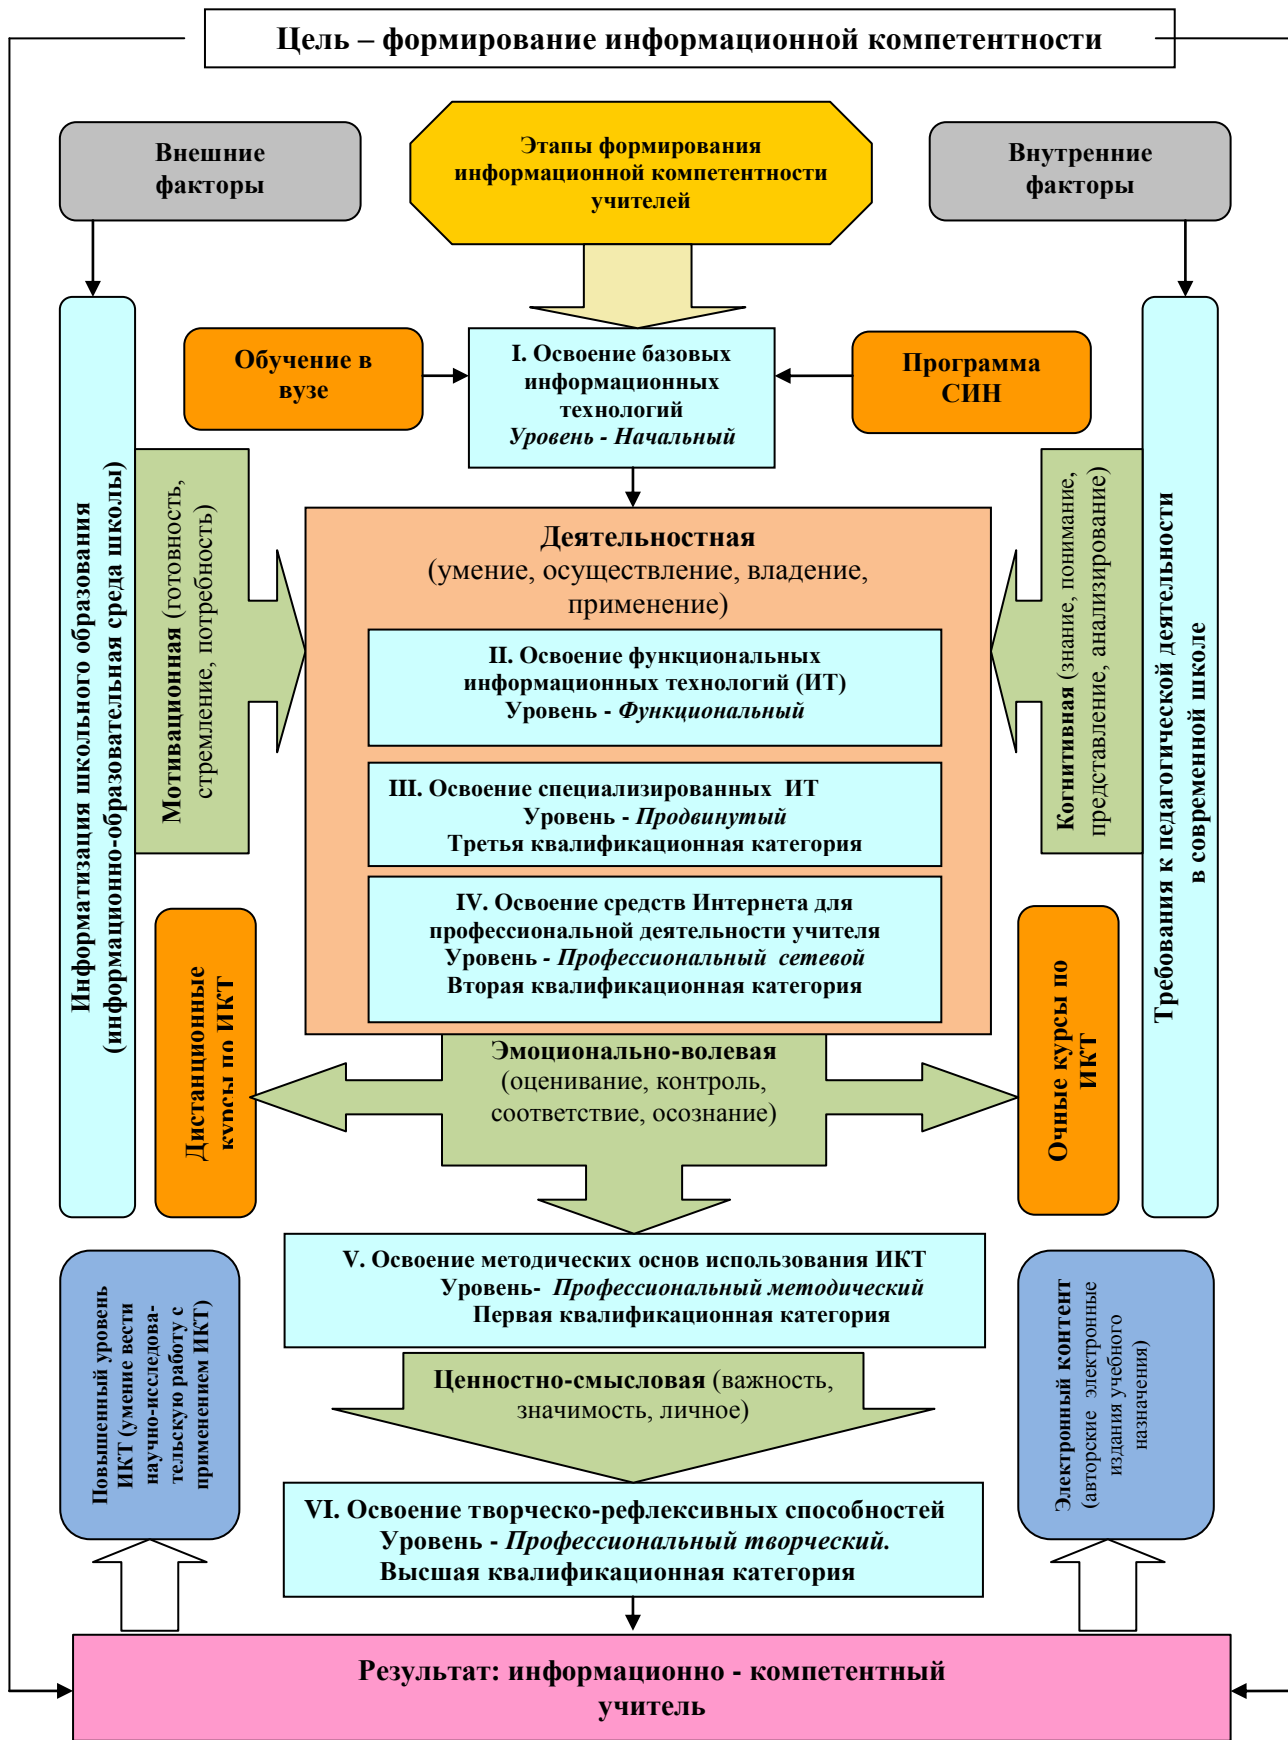 Цель – формирование информационной компетентности
Внешние
факторы
Этапы формирования
информационной компетентности
учителей
Внутренние
факторы
Обучение в
вузе
I. Освоение базовых
информационных
технологий
Уровень - Начальный
Программа
СИН
Информатизация школьного образования
(информационно-образовательная среда школы)
Мотивационная (готовность,
стремление, потребность)
Деятельностная
(умение, осуществление, владение,
применение)
II. Освоение функциональных
информационных технологий (ИТ)
Уровень - Функциональный
III. Освоение специализированных ИТ
Уровень - Продвинутый
Третья квалификационная категория
IV. Освоение средств Интернета для
профессиональной деятельности учителя
Уровень - Профессиональный сетевой
Вторая квалификационная категория
Когнитивная (знание, понимание,
представление, анализирование)
Требования к педагогической деятельности
в современной школе
Дистанционные
курсы по ИКТ
Эмоционально-волевая
(оценивание, контроль,
соответствие, осознание)
Очные курсы по
ИКТ
V. Освоение методических основ использования ИКТ
Уровень- Профессиональный методический
Первая квалификационная категория
Повышенный уровень
ИКТ (умение вести
научно-исследова-
тельскую работу с
применением ИКТ)
Ценностно-смысловая (важность,
значимость, личное)
Электронный контент
(авторские электронные
издания учебного
назначения)
VI. Освоение творческо-рефлексивных способностей
Уровень - Профессиональный творческий.
Высшая квалификационная категория
Результат: информационно - компетентный
учитель